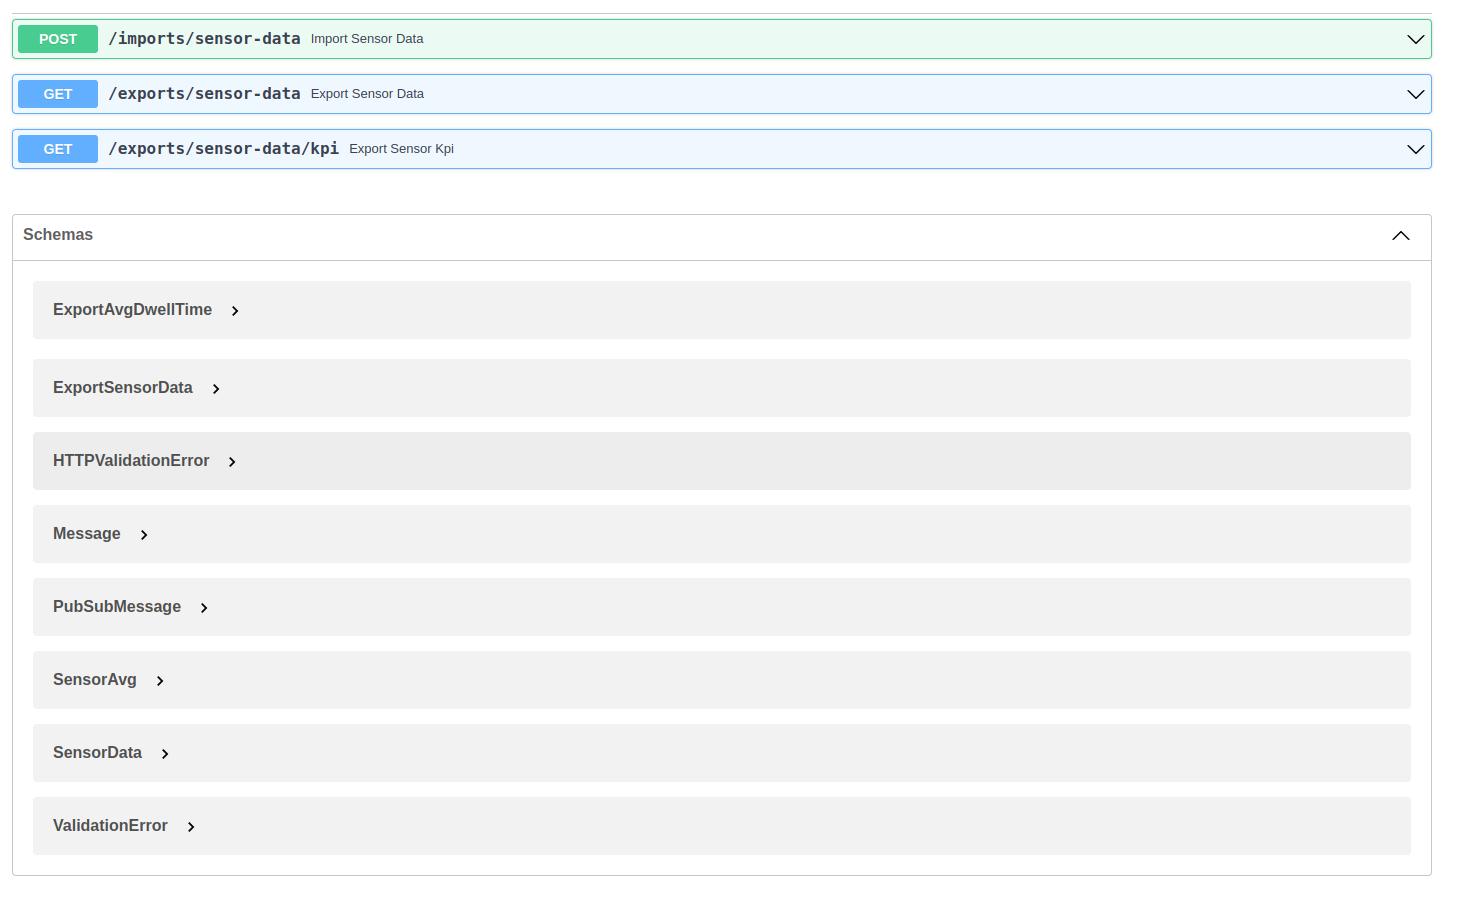 POST /imports/sensor-data Import Sensor Data
GET /exports/sensor-data Export Sensor Data
GET /exports/sensor-data/kpi Export Sensor Kpi
Schemas
ExportAvgDwellTime
ExportSensorData
HTTPValidationError
Message
PubSubMessage
SensorAvg
SensorData
ValidationError